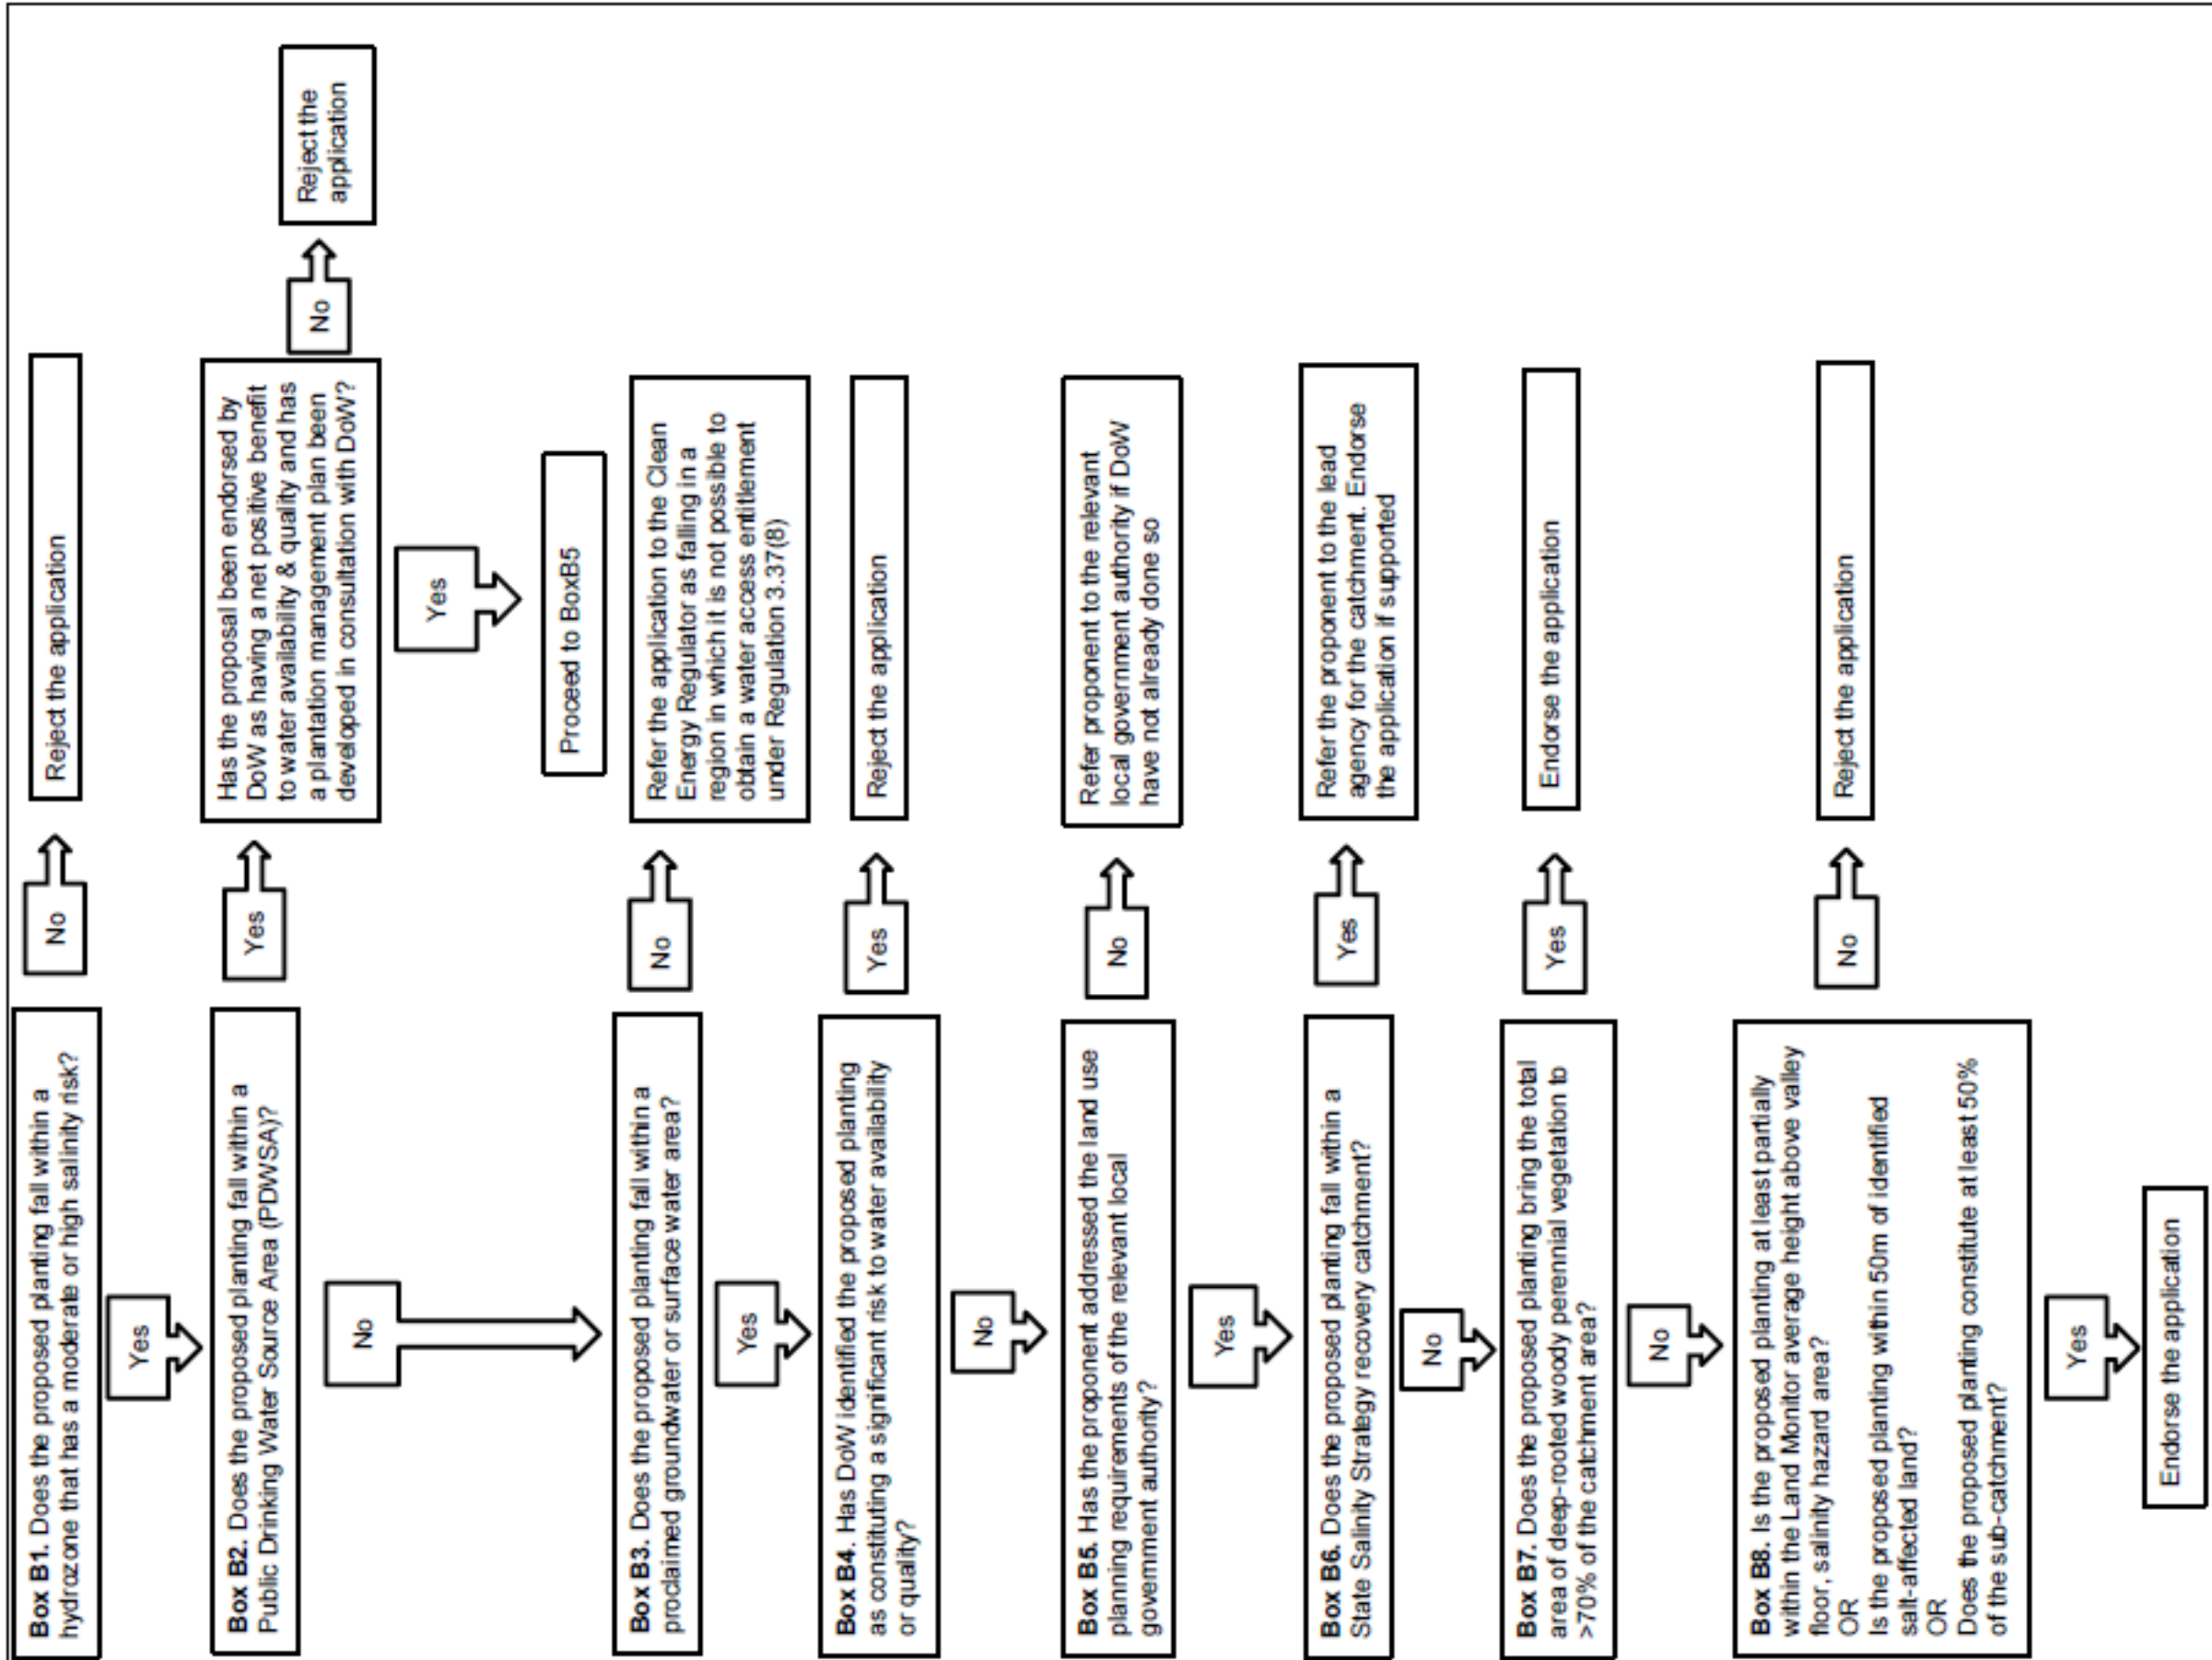 Box B1. Does the proposed planting fall within a
hydrozone that has a moderate or high salinity risk?
No
Reject the application
Yes
Box B2. Does the proposed planting fall within a
Public Drinking Water Source Area (PDWSA)?
Yes
Has the proposal been endorsed by
DoW as having a net positive benefit
to water availability & quality and has
a plantation management plan been
developed in consultation with DoW?
No
Reject the
application
No
Yes
Proceed to BoxB5
Box B3. Does the proposed planting fall within a
proclaimed groundwater or surface water area?
No
Refer the application to the Clean
Energy Regulator as falling in a
region in which it is not possible to
obtain a water access entitlement
under Regulation 3.37(8)
Yes
Box B4. Has DoW identified the proposed planting
as constituting a significant risk to water availability
or quality?
Yes
Reject the application
No
Box B5. Has the proponent addressed the land use
planning requirements of the relevant local
government authority?
No
Refer proponent to the relevant
local government authority if DoW
have not already done so
Yes
Box B6. Does the proposed planting fall within a
State Salinity Strategy recovery catchment?
Yes
Refer the proponent to the lead
agency for the catchment. Endorse
the application if supported
No
Box B7. Does the proposed planting bring the total
area of deep-rooted woody perennial vegetation to
>70% of the catchment area?
Yes
Endorse the application
No
Box B8. Is the proposed planting at least partially
within the Land Monitor average height above valley
floor, salinity hazard area?
OR
Is the proposed planting within 50m of identified
salt-affected land?
OR
Does the proposed planting constitute at least 50%
of the sub-catchment?
No
Reject the application
Yes
Endorse the application